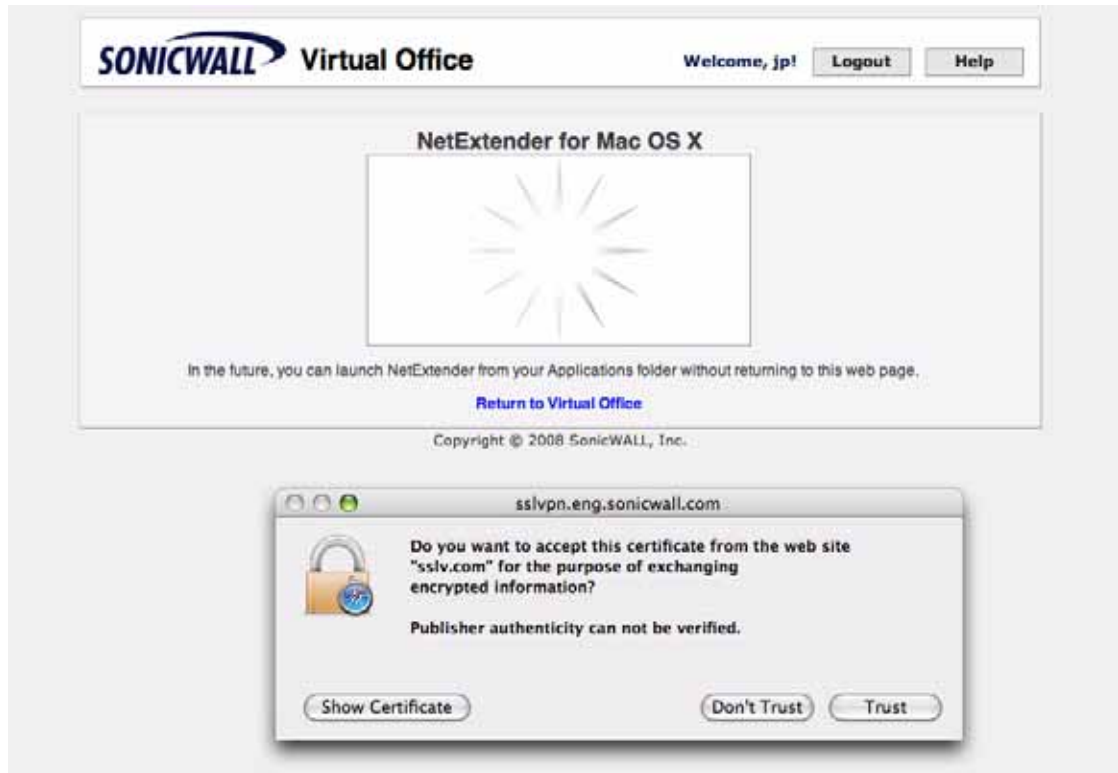 SONICWALL Virtual Office Welcome, jp! Logout Help
NetExtender for Mac OS X
In the future, you can launch NetExtender from your Applications folder without returning to this web page.
Return to Virtual Office
Copyright © 2008 SonicWALL, Inc.
sslvpn.eng.sonicwall.com
Do you want to accept this certificate from the web site
"sslv.com" for the purpose of exchanging
encrypted information?
Publisher authenticity can not be verified.
Show Certificate Don't Trust Trust